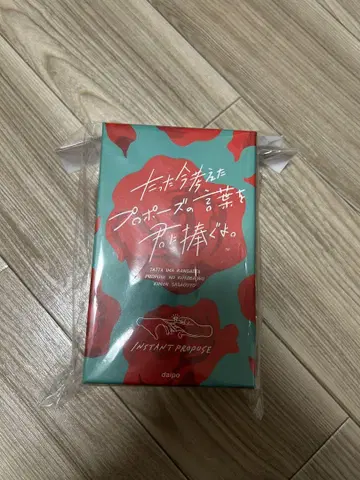 たった今考えた
プロポーズの言葉を
君に捧ぐよ。
TATTA IMA KANGAETA
PROPOSE NO KOTOBA WO
KIMINI SASAGUYO
INSTANT PROPOSE
daipo